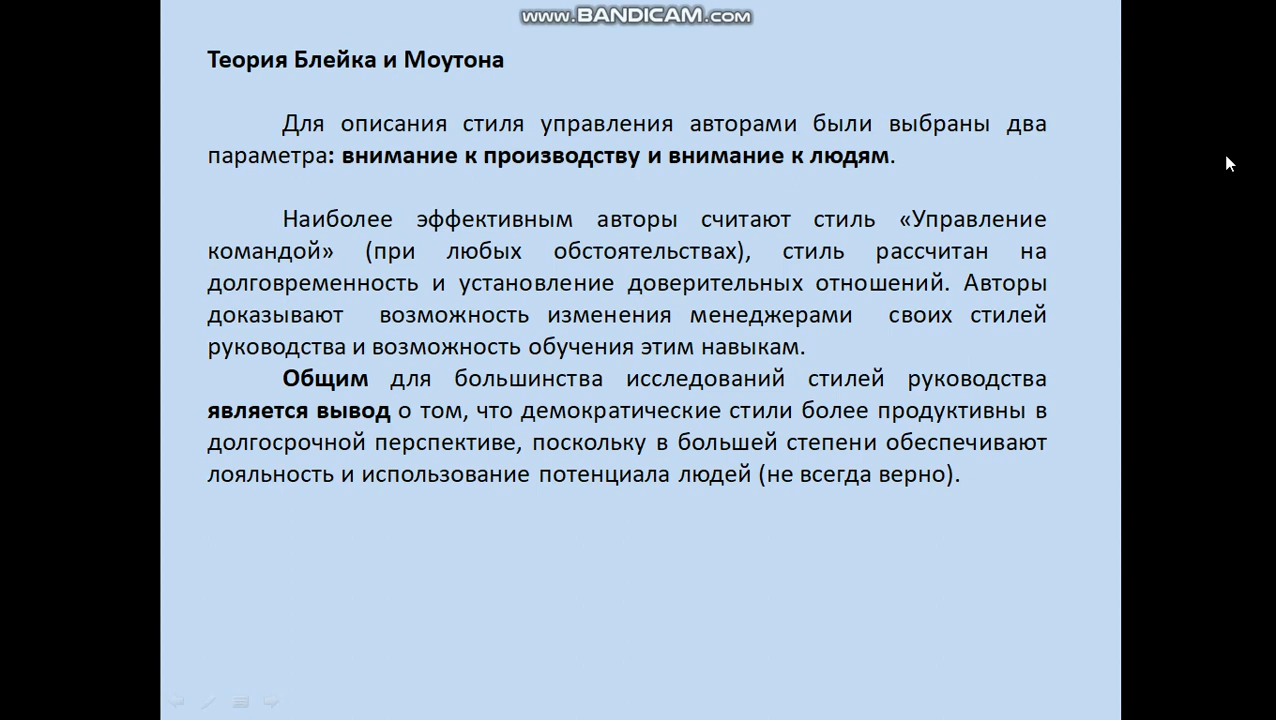 www.BANDICAM.com
Теория Блейка и Моутона
Для описания стиля управления авторами были выбраны два
параметра: внимание к производству и внимание к людям.
Наиболее эффективным авторы считают стиль «Управление
командой» (при любых обстоятельствах), стиль рассчитан на
долговременность и установление доверительных отношений. Авторы
доказывают возможность изменения менеджерами своих стилей
руководства и возможность обучения этим навыкам.
Общим для большинства исследований стилей руководства
является вывод о том, что демократические стили более продуктивны в
долгосрочной перспективе, поскольку в большей степени обеспечивают
лояльность и использование потенциала людей (не всегда верно).